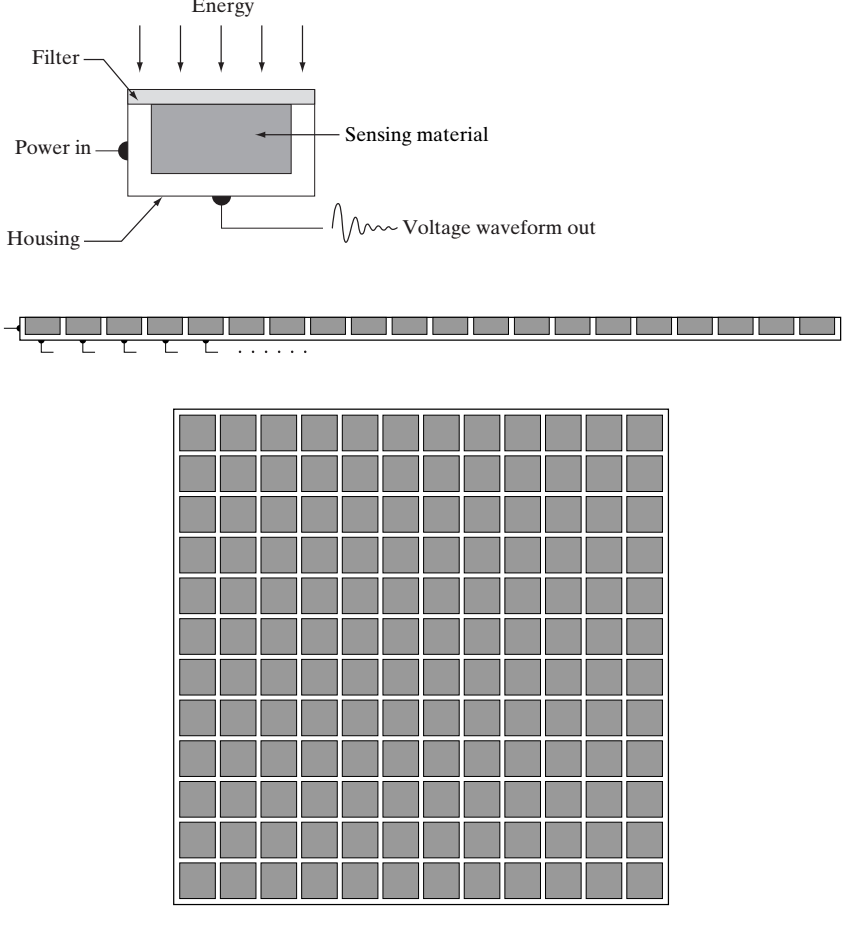 Energy
Filter
Sensing material
Power in
Voltage waveform out
Housing